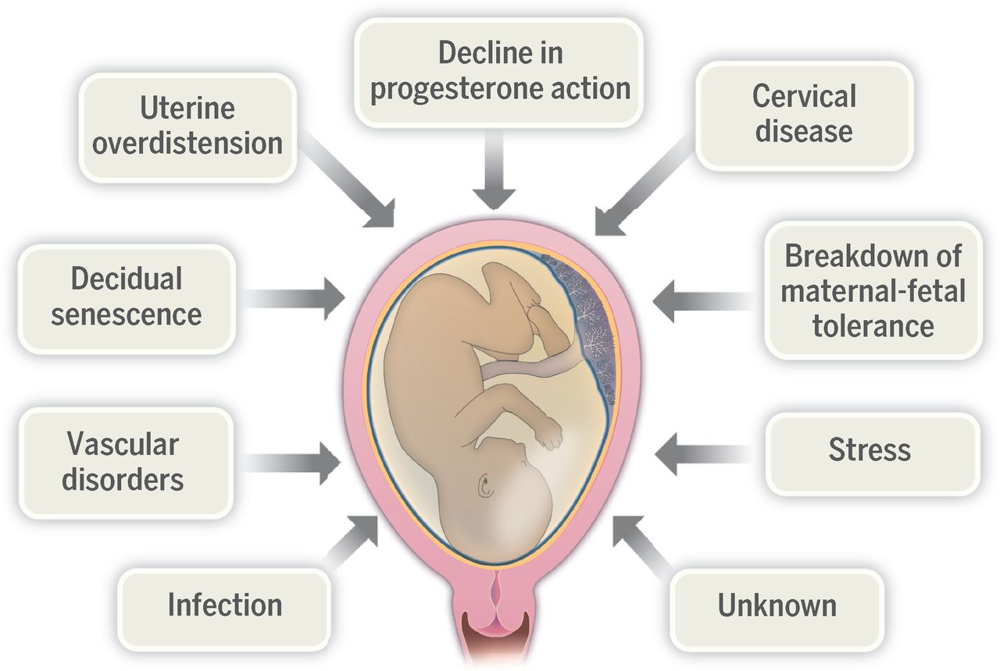 Decline in
progesterone action
Uterine
overdistension
Cervical
disease
Decidual
senescence
Breakdown of
maternal-fetal
tolerance
Vascular
disorders
Stress
Infection
Unknown